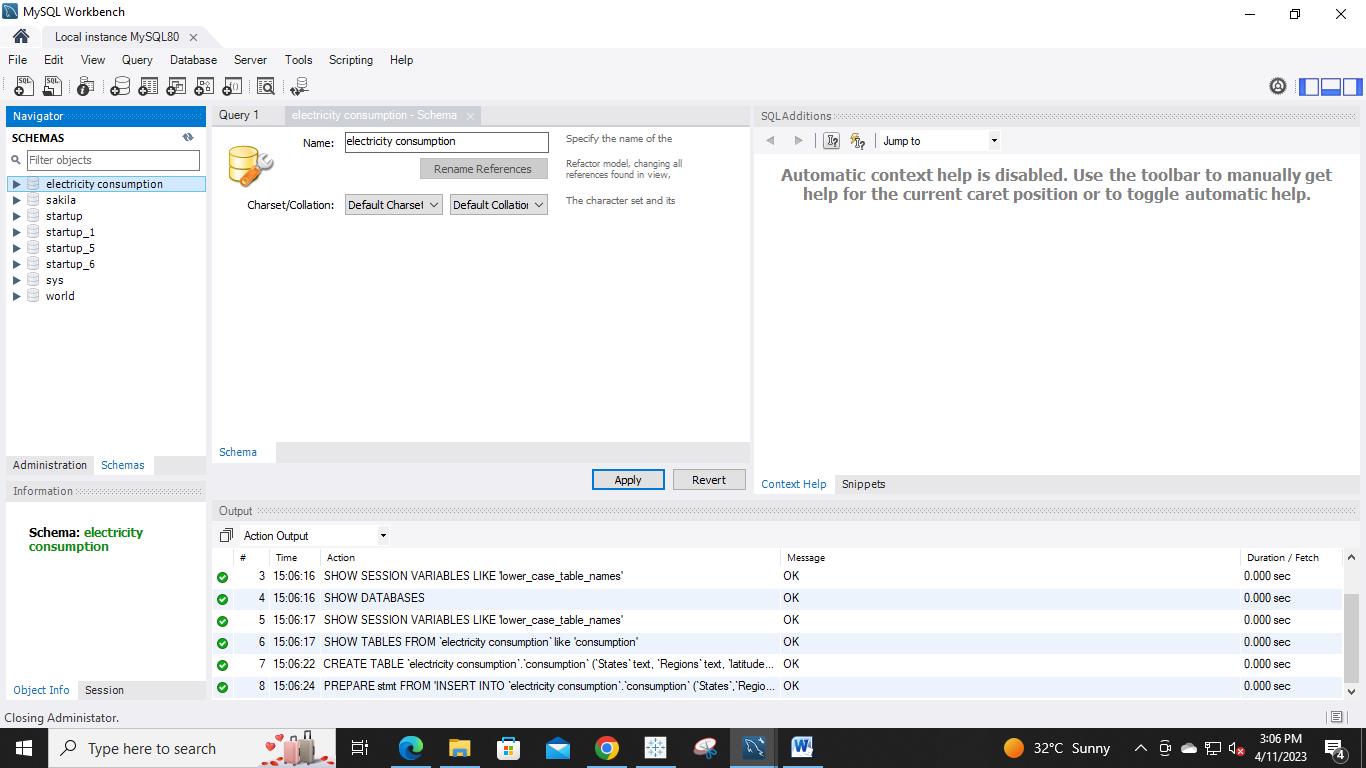 MySQL Workbench
Local instance MySQL80
File Edit View Query Database Server Tools Scripting Help
Navigator
SCHEMAS
Filter objects
electricity consumption
sakila
startup
startup_1
startup_5
startup_6
sys
world
Administration Schemas
Information
Schema: electricity
consumption
Object Info Session
Query 1 electricity consumption - Schema
Name: electricity consumption
Specify the name of the
Rename References
Refactor model, changing all
references found in view,
Charset/Collation: Default Charset Default Collation
The character set and its
Schema
Apply Revert
SQLAdditions
Jump to
Automatic context help is disabled. Use the toolbar to manually get
help for the current caret position or to toggle automatic help.
Context Help Snippets
Output
Action Output
# Time Action Message Duration / Fetch
3 15:06:16 SHOW SESSION VARIABLES LIKE 'lower_case_table_names' OK 0.000 sec
4 15:06:16 SHOW DATABASES OK 0.000 sec
5 15:06:17 SHOW SESSION VARIABLES LIKE 'lower_case_table_names' OK 0.000 sec
6 15:06:17 SHOW TABLES FROM `electricity consumption` like 'consumption' OK 0.000 sec
7 15:06:22 CREATE TABLE `electricity consumption`.`consumption` (`States` text, `Regions` text, `latitude... OK 0.000 sec
8 15:06:24 PREPARE stmt FROM 'INSERT INTO `electricity consumption`.`consumption` (`States`,`Regio... OK 0.000 sec
Closing Administator.
Type here to search
32°C Sunny
3:06 PM
4/11/2023
4